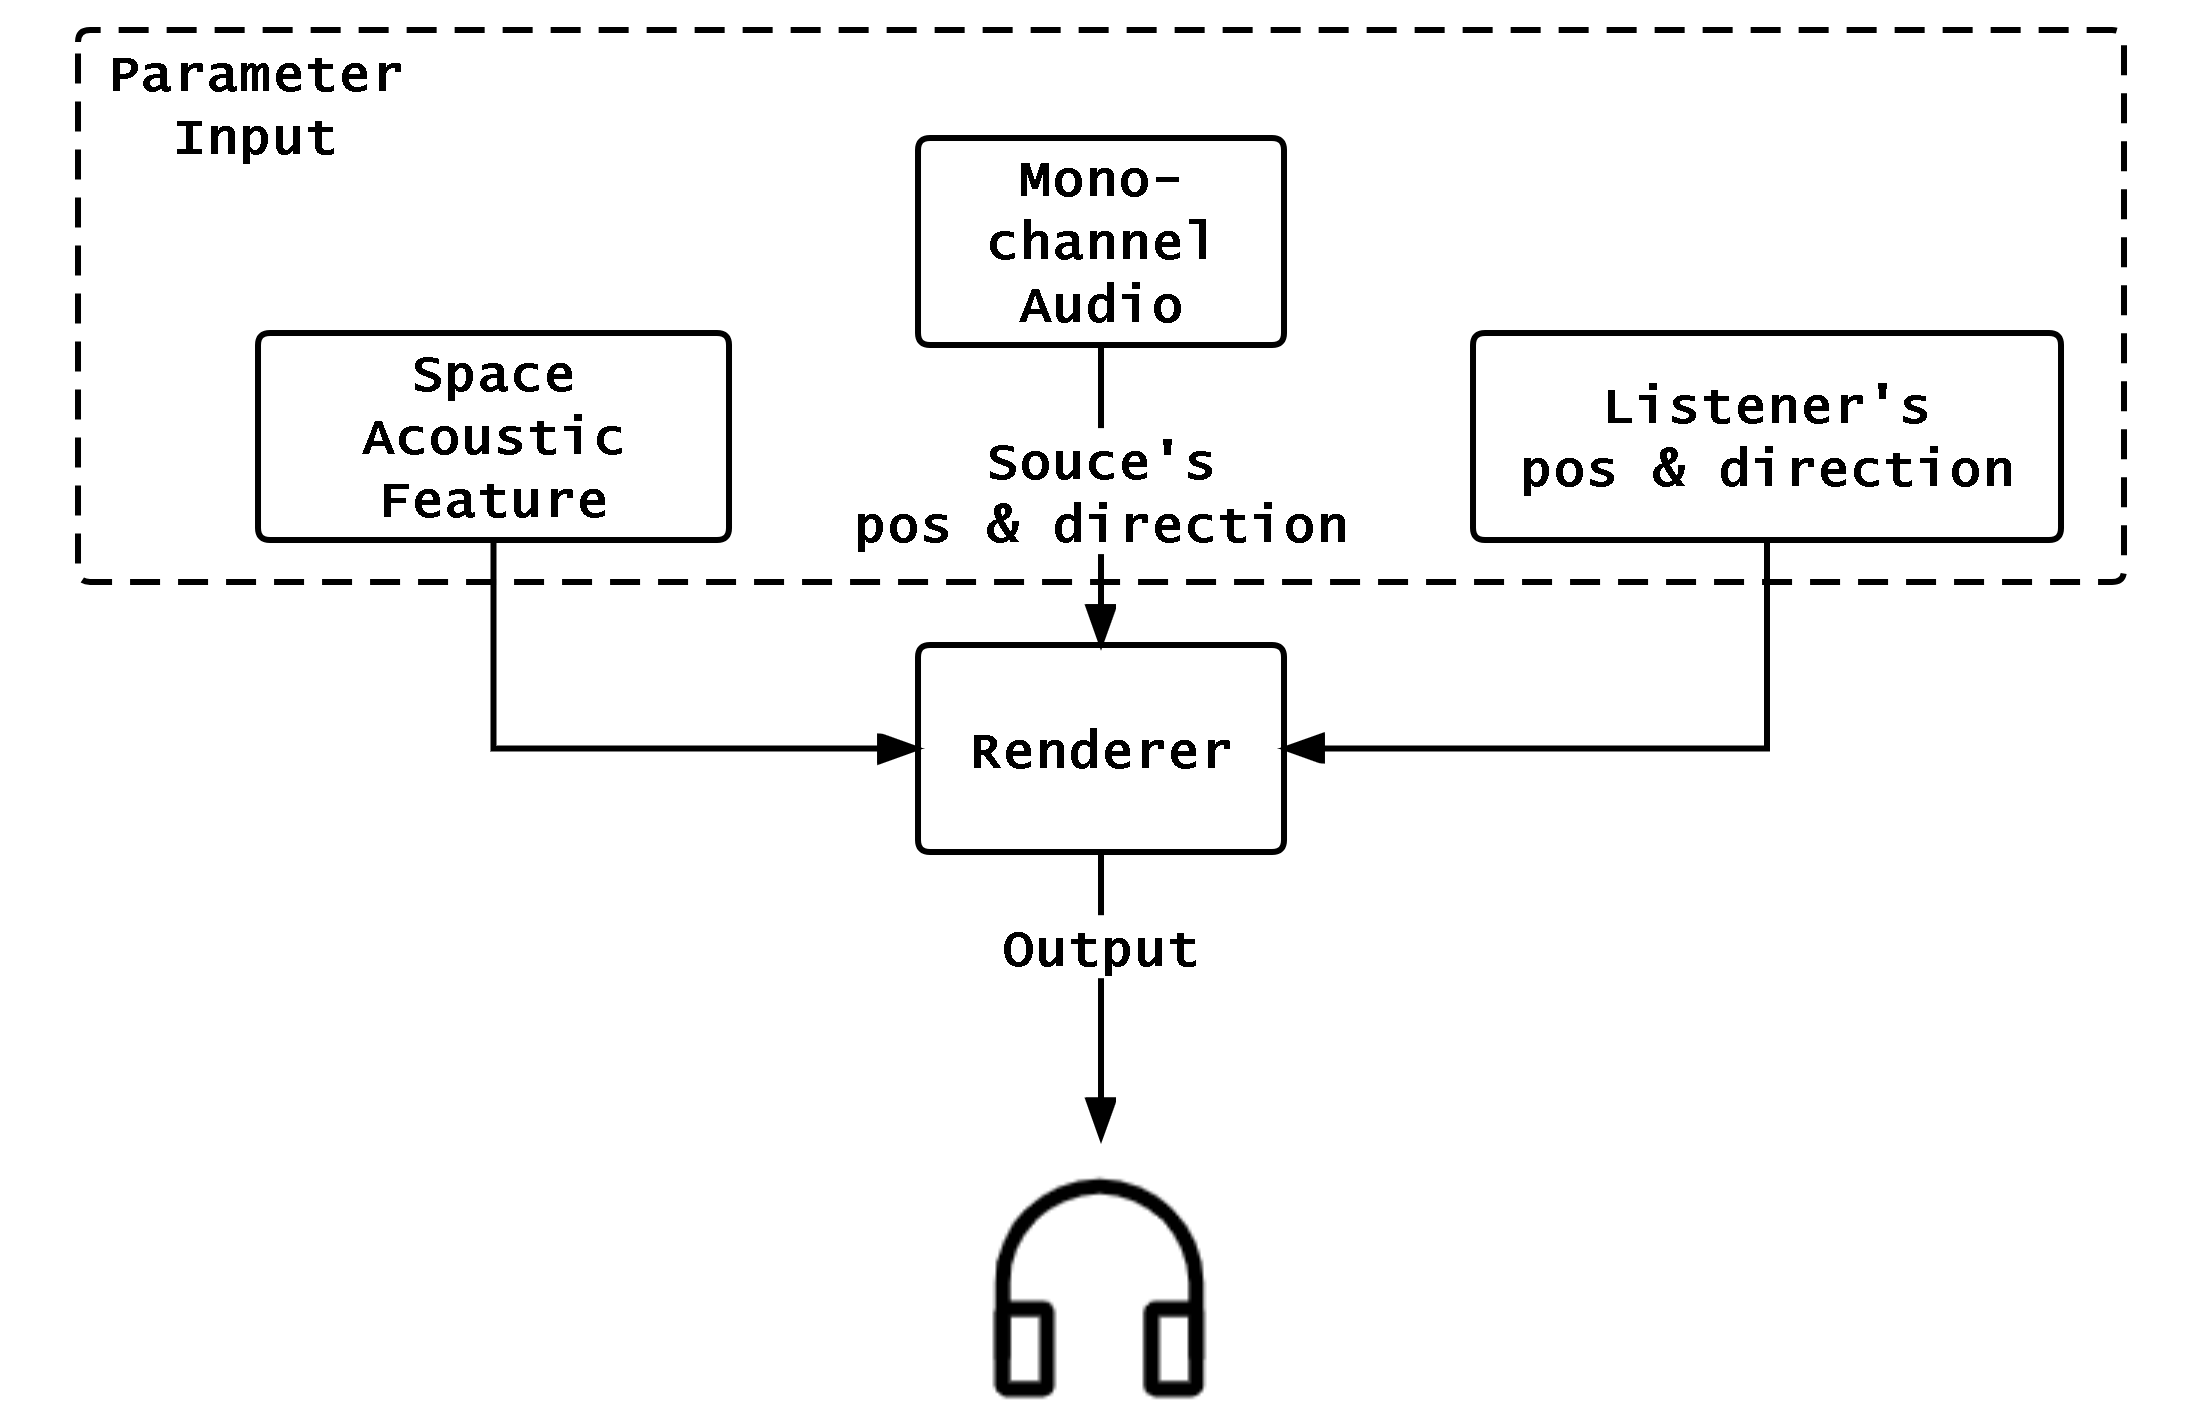 Parameter
Input
Mono-
channel
Audio
Space
Acoustic
Feature
Souce's
pos & direction
Listener's
pos & direction
Renderer
Output